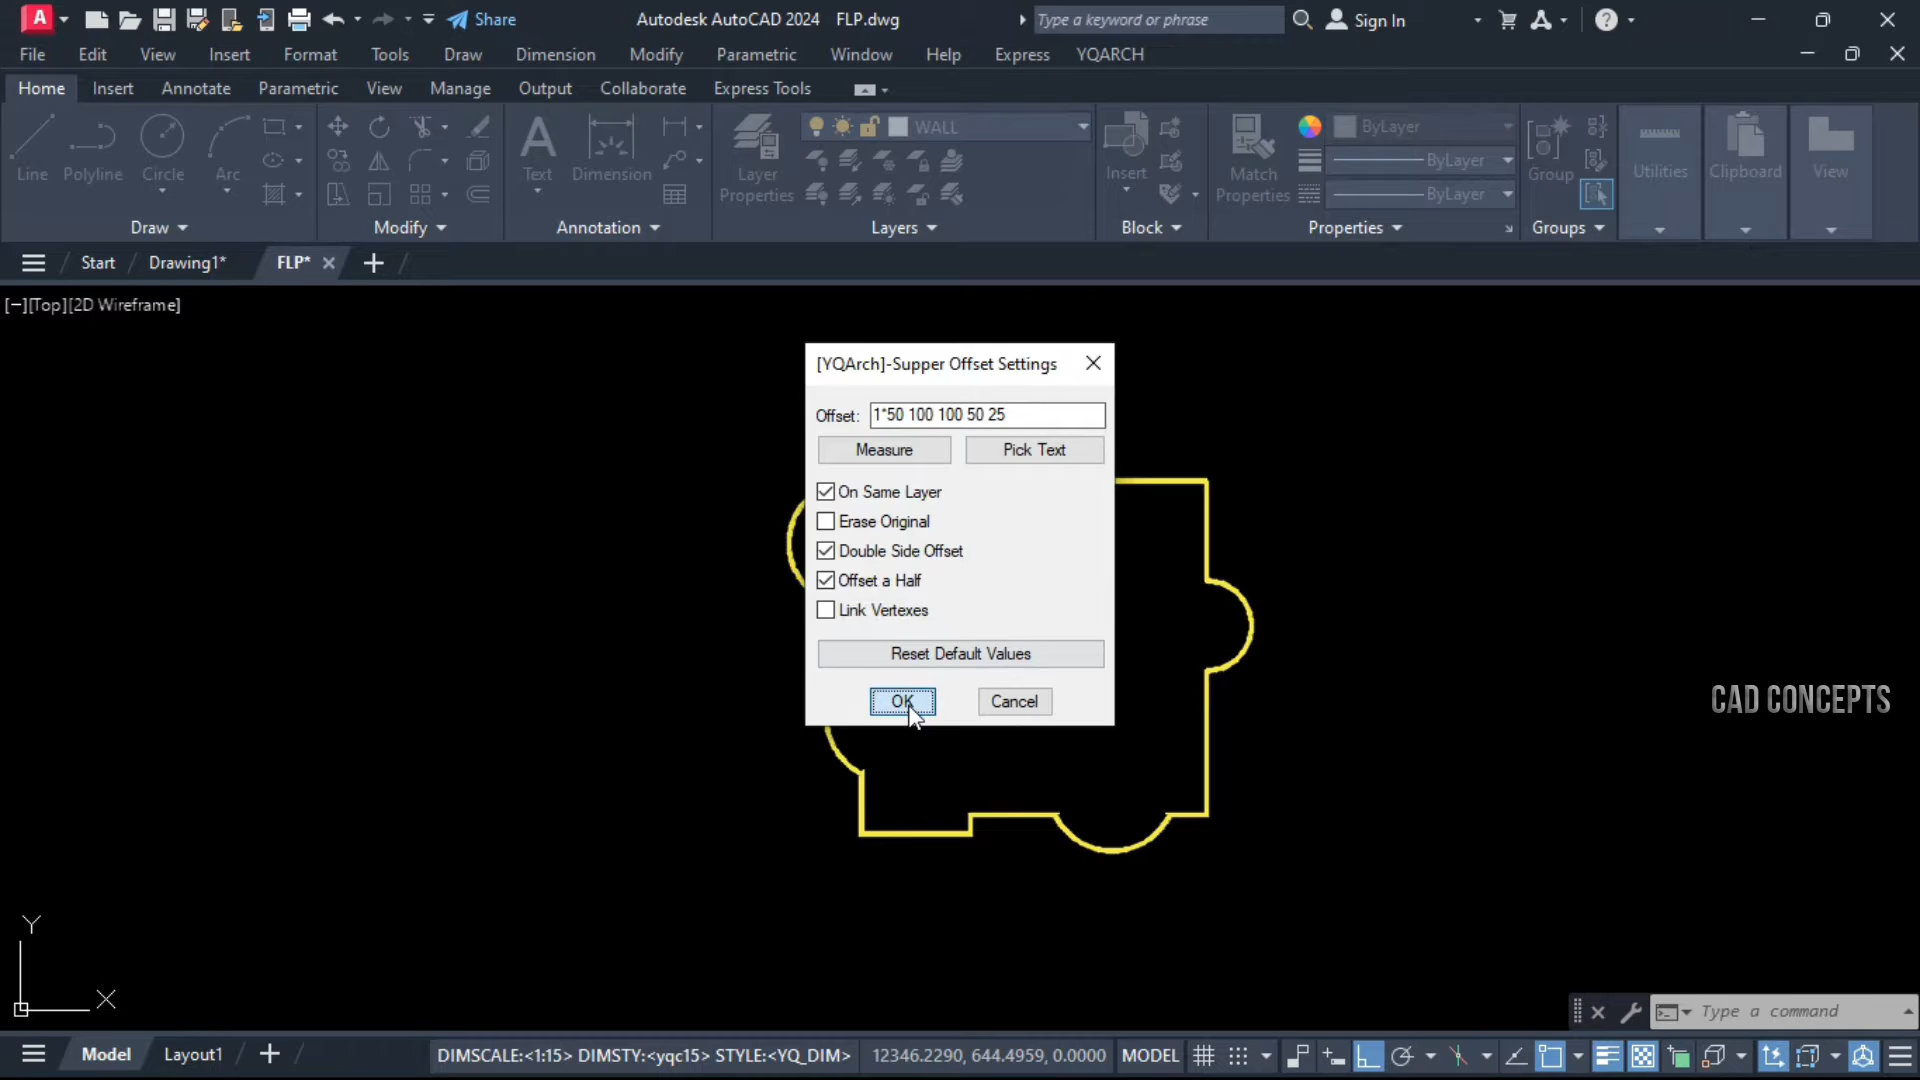 A Share Autodesk AutoCAD 2024 FLP.dwg Type a keyword or phrase Sign In
File Edit View Insert Format Tools Draw Dimension Modify Parametric Window Help Express YQARCH
Home Insert Annotate Parametric View Manage Output Collaborate Express Tools
WALL ByLayer
ByLayer
Line Polyline Circle Arc Text Dimension Layer Properties Insert Match Properties Group Utilities Clipboard View
ByLayer
Draw Modify Annotation Layers Block Properties Groups
Start Drawing1* FLP*
[−][Top][2D Wireframe]
[YQArch]-Supper Offset Settings
Offset: 1*50 100 100 50 25
Measure Pick Text
On Same Layer
Erase Original
Double Side Offset
Offset a Half
Link Vertexes
Reset Default Values
OK Cancel
CAD CONCEPTS
Y
X
Type a command
Model Layout1 DIMSCALE:<1:15> DIMSTY:<yqc15> STYLE:<YQ_DIM> 12346.2290, 644.4959, 0.0000 MODEL